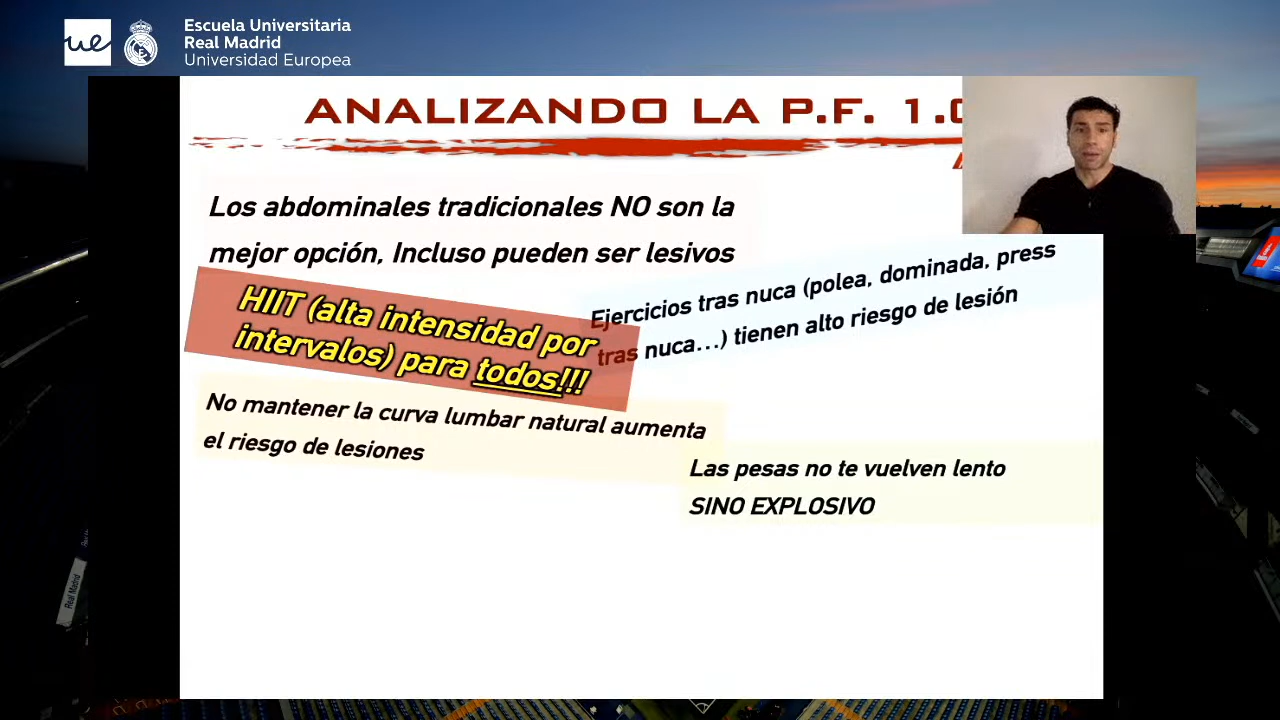 ue
Escuela Universitaria
Real Madrid
Universidad Europea
ANALIZANDO LA P.F. 1.
Los abdominales tradicionales NO son la
mejor opción, Incluso pueden ser lesivos
Ejercicios tras nuca (polea, dominada, press
tras nuca...) tienen alto riesgo de lesión
HIIT (alta intensidad por
intervalos) para todos!!!
No mantener la curva lumbar natural aumenta
el riesgo de lesiones
Las pesas no te vuelven lento
SINO EXPLOSIVO
Real Madrid